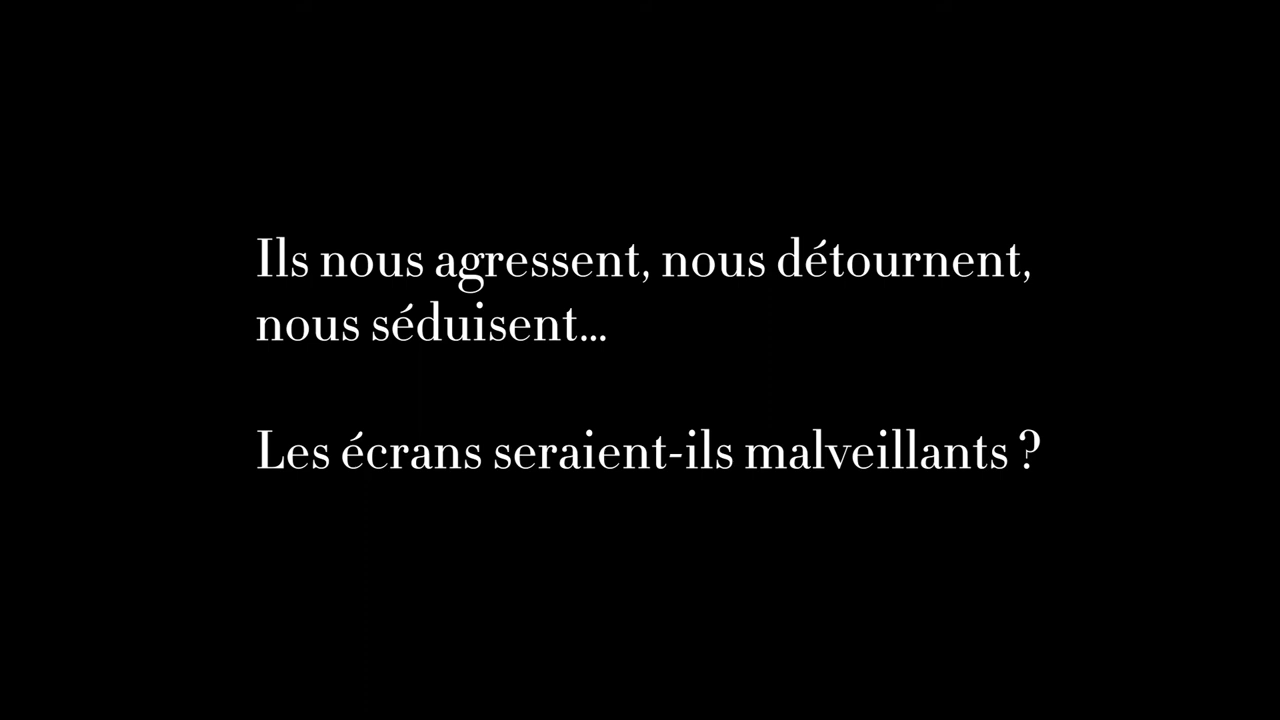 Ils nous agressent, nous détournent,
nous séduisent...
Les écrans seraient-ils malveillants ?